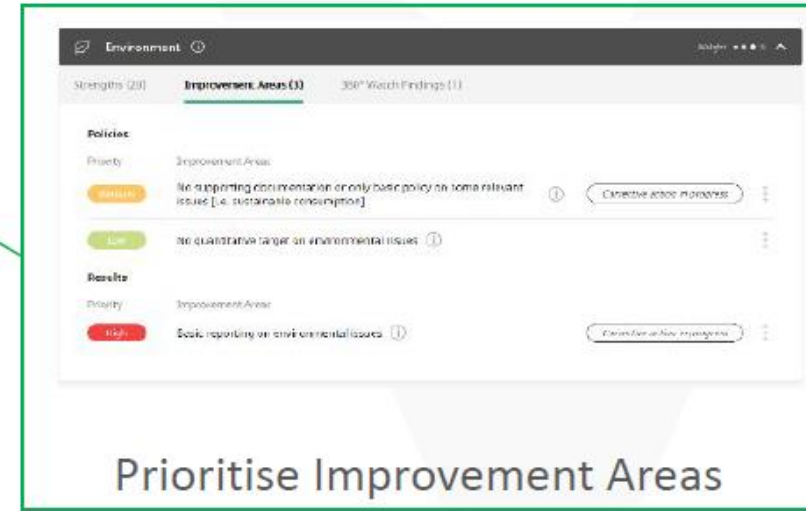 Environment
Weight
Strengths (20)
Improvement Areas (3)
360° Watch Findings (1)
Policies
Priority
Improvement Areas
Medium
No supporting documentation or only basic policy on some relevant
issues [i.e. sustainable consumption]
Corrective action in progress
Low
No quantitative target on environmental issues
Results
Priority
Improvement Areas
High
Basic reporting on environmental issues
Corrective action in progress
Prioritise Improvement Areas